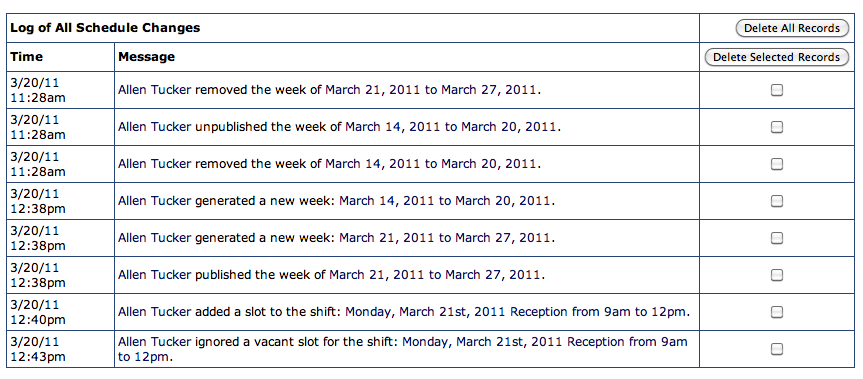 Log of All Schedule Changes
Delete All Records
Time
Message
Delete Selected Records
3/20/11
11:28am
Allen Tucker removed the week of March 21, 2011 to March 27, 2011.
3/20/11
11:28am
Allen Tucker unpublished the week of March 14, 2011 to March 20, 2011.
3/20/11
11:28am
Allen Tucker removed the week of March 14, 2011 to March 20, 2011.
3/20/11
12:38pm
Allen Tucker generated a new week: March 14, 2011 to March 20, 2011.
3/20/11
12:38pm
Allen Tucker generated a new week: March 21, 2011 to March 27, 2011.
3/20/11
12:38pm
Allen Tucker published the week of March 21, 2011 to March 27, 2011.
3/20/11
12:40pm
Allen Tucker added a slot to the shift: Monday, March 21st, 2011 Reception from 9am to 12pm.
3/20/11
12:43pm
Allen Tucker ignored a vacant slot for the shift: Monday, March 21st, 2011 Reception from 9am
to 12pm.